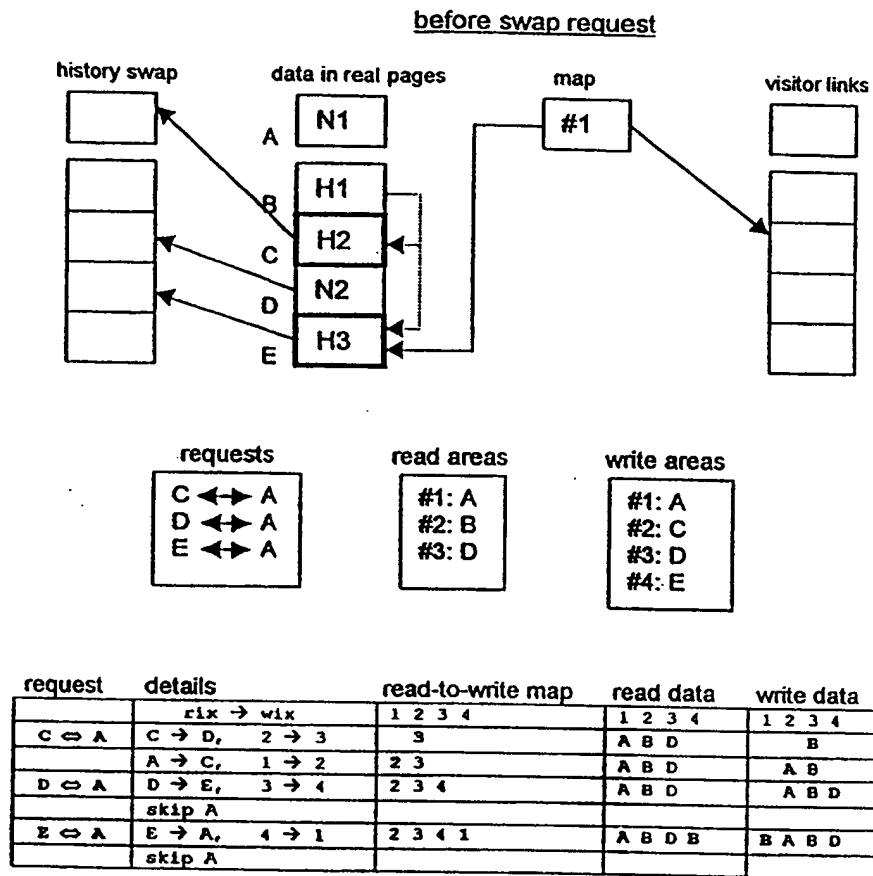 before swap request
history swap data in real pages map visitor links
A N1 #1
B H1
H2
C
N2
D
H3
E
requests read areas write areas
C ↔ A #1: A #1: A
D ↔ A #2: B #2: C
E ↔ A #3: D #3: D
#4: E
request details read-to-write map read data write data
rix → wix 1 2 3 4 1 2 3 4 1 2 3 4
C ⇔ A C → D, 2 → 3 3 A B D B
A → C, 1 → 2 2 3 A B D A B
D ⇔ A D → E, 3 → 4 2 3 4 A B D A B D
skip A
E ⇔ A E → A, 4 → 1 2 3 4 1 A B D B B A B D
skip A